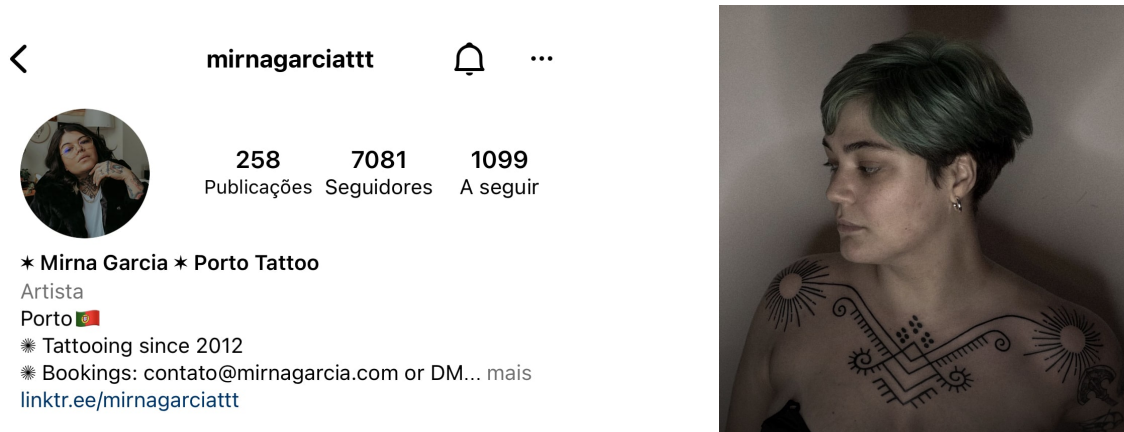 mirnagarciattt
258 7081 1099
Publicações Seguidores A seguir
✶ Mirna Garcia ✶ Porto Tattoo
Artista
Porto🇵🇹
✺ Tattooing since 2012
✺ Bookings: contato@mirnagarcia.com or DM... mais
linktr.ee/mirnagarciattt